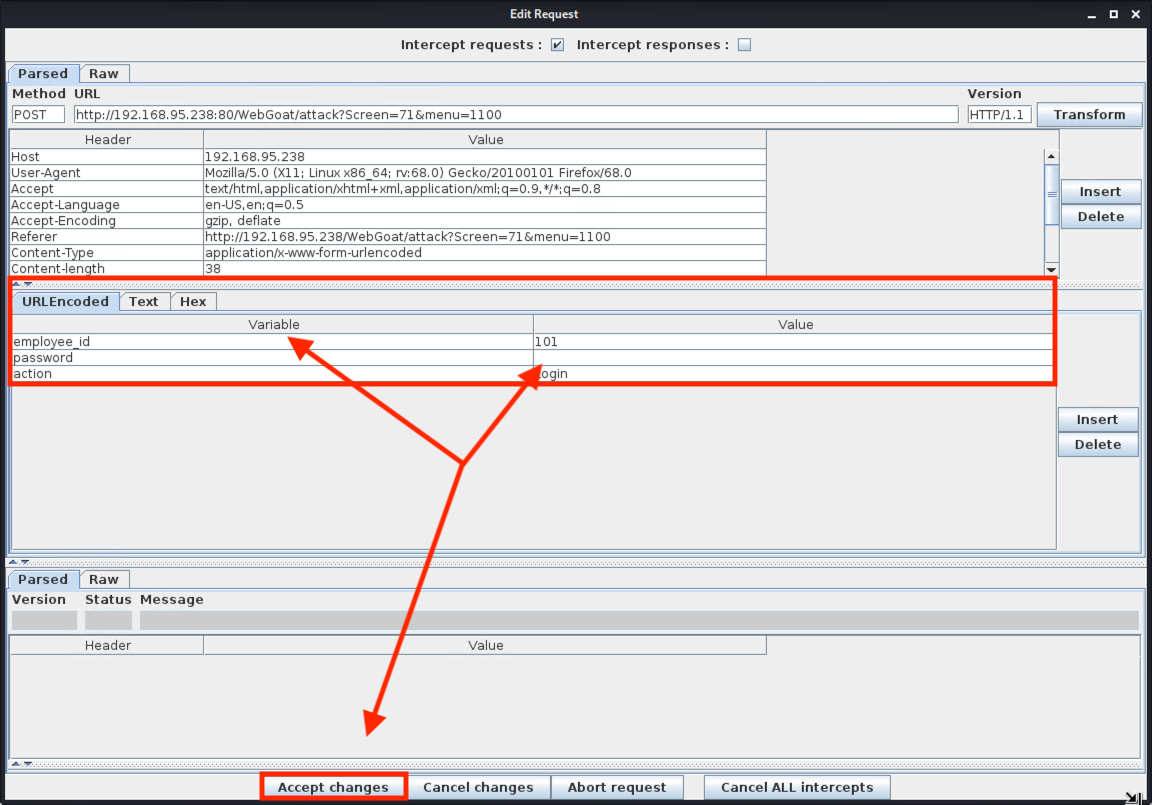 Edit Request
Intercept requests : Intercept responses :
Parsed Raw
Method URL Version
POST http://192.168.95.238:80/WebGoat/attack?Screen=71&menu=1100 HTTP/1.1 Transform
Header Value
Host 192.168.95.238
User-Agent Mozilla/5.0 (X11; Linux x86_64; rv:68.0) Gecko/20100101 Firefox/68.0
Accept text/html,application/xhtml+xml,application/xml;q=0.9,*/*;q=0.8
Insert
Accept-Language en-US,en;q=0.5
Accept-Encoding gzip, deflate
Delete
Referer http://192.168.95.238/WebGoat/attack?Screen=71&menu=1100
Content-Type application/x-www-form-urlencoded
Content-length 38
URLEncoded Text Hex
Variable Value
employee_id 101
password
action ogin
Insert
Delete
Parsed Raw
Version Status Message
Header Value
Accept changes Cancel changes Abort request Cancel ALL intercepts